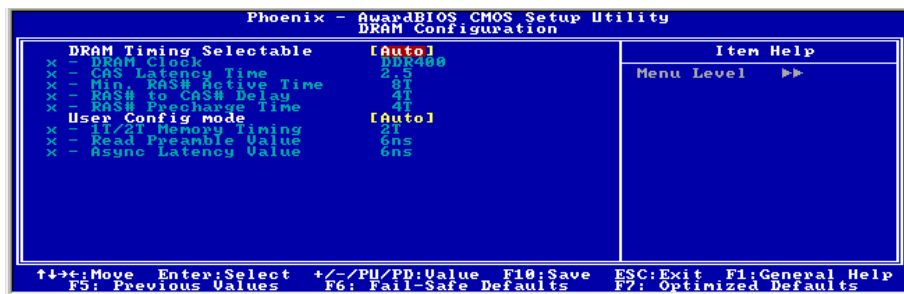 Phoenix - AwardBIOS CMOS Setup Utility
DRAM Configuration
DRAM Timing Selectable [Auto]
x - DRAM Clock DDR400
x - CAS Latency Time 2.5
x - Min. RAS# Active Time 8T
x - RAS# to CAS# Delay 4T
x - RAS# Precharge Time 4T
User Config mode [Auto]
x - 1T/2T Memory Timing 2T
x - Read Preamble Value 6ns
x - Async Latency Value 6ns
Item Help
Menu Level ►►
↑↓→←:Move Enter:Select +/-/PU/PD:Value F10:Save ESC:Exit F1:General Help
F5: Previous Values F6: Fail-Safe Defaults F7: Optimized Defaults